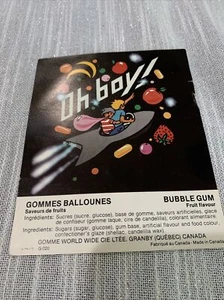 Oh boy!
GOMMES BALLOUNES BUBBLE GUM
Saveurs de fruits Fruit flavour
Ingrédients: Sucres (sucre, glucose), base de gomme, saveurs artificielles, glace
de confiseur (gomme laque, cire de candelilla), colorant alimentaire.
Ingredients: Sugars (sugar, glucose), gum base, artificial flavour and food colour,
confectioner's glaze (shellac, candelilla wax).
GOMME WORLD WIDE CIE LTÉE, GRANBY (QUÉBEC) CANADA
G-020 Fabriqué au Canada - Made in Canada